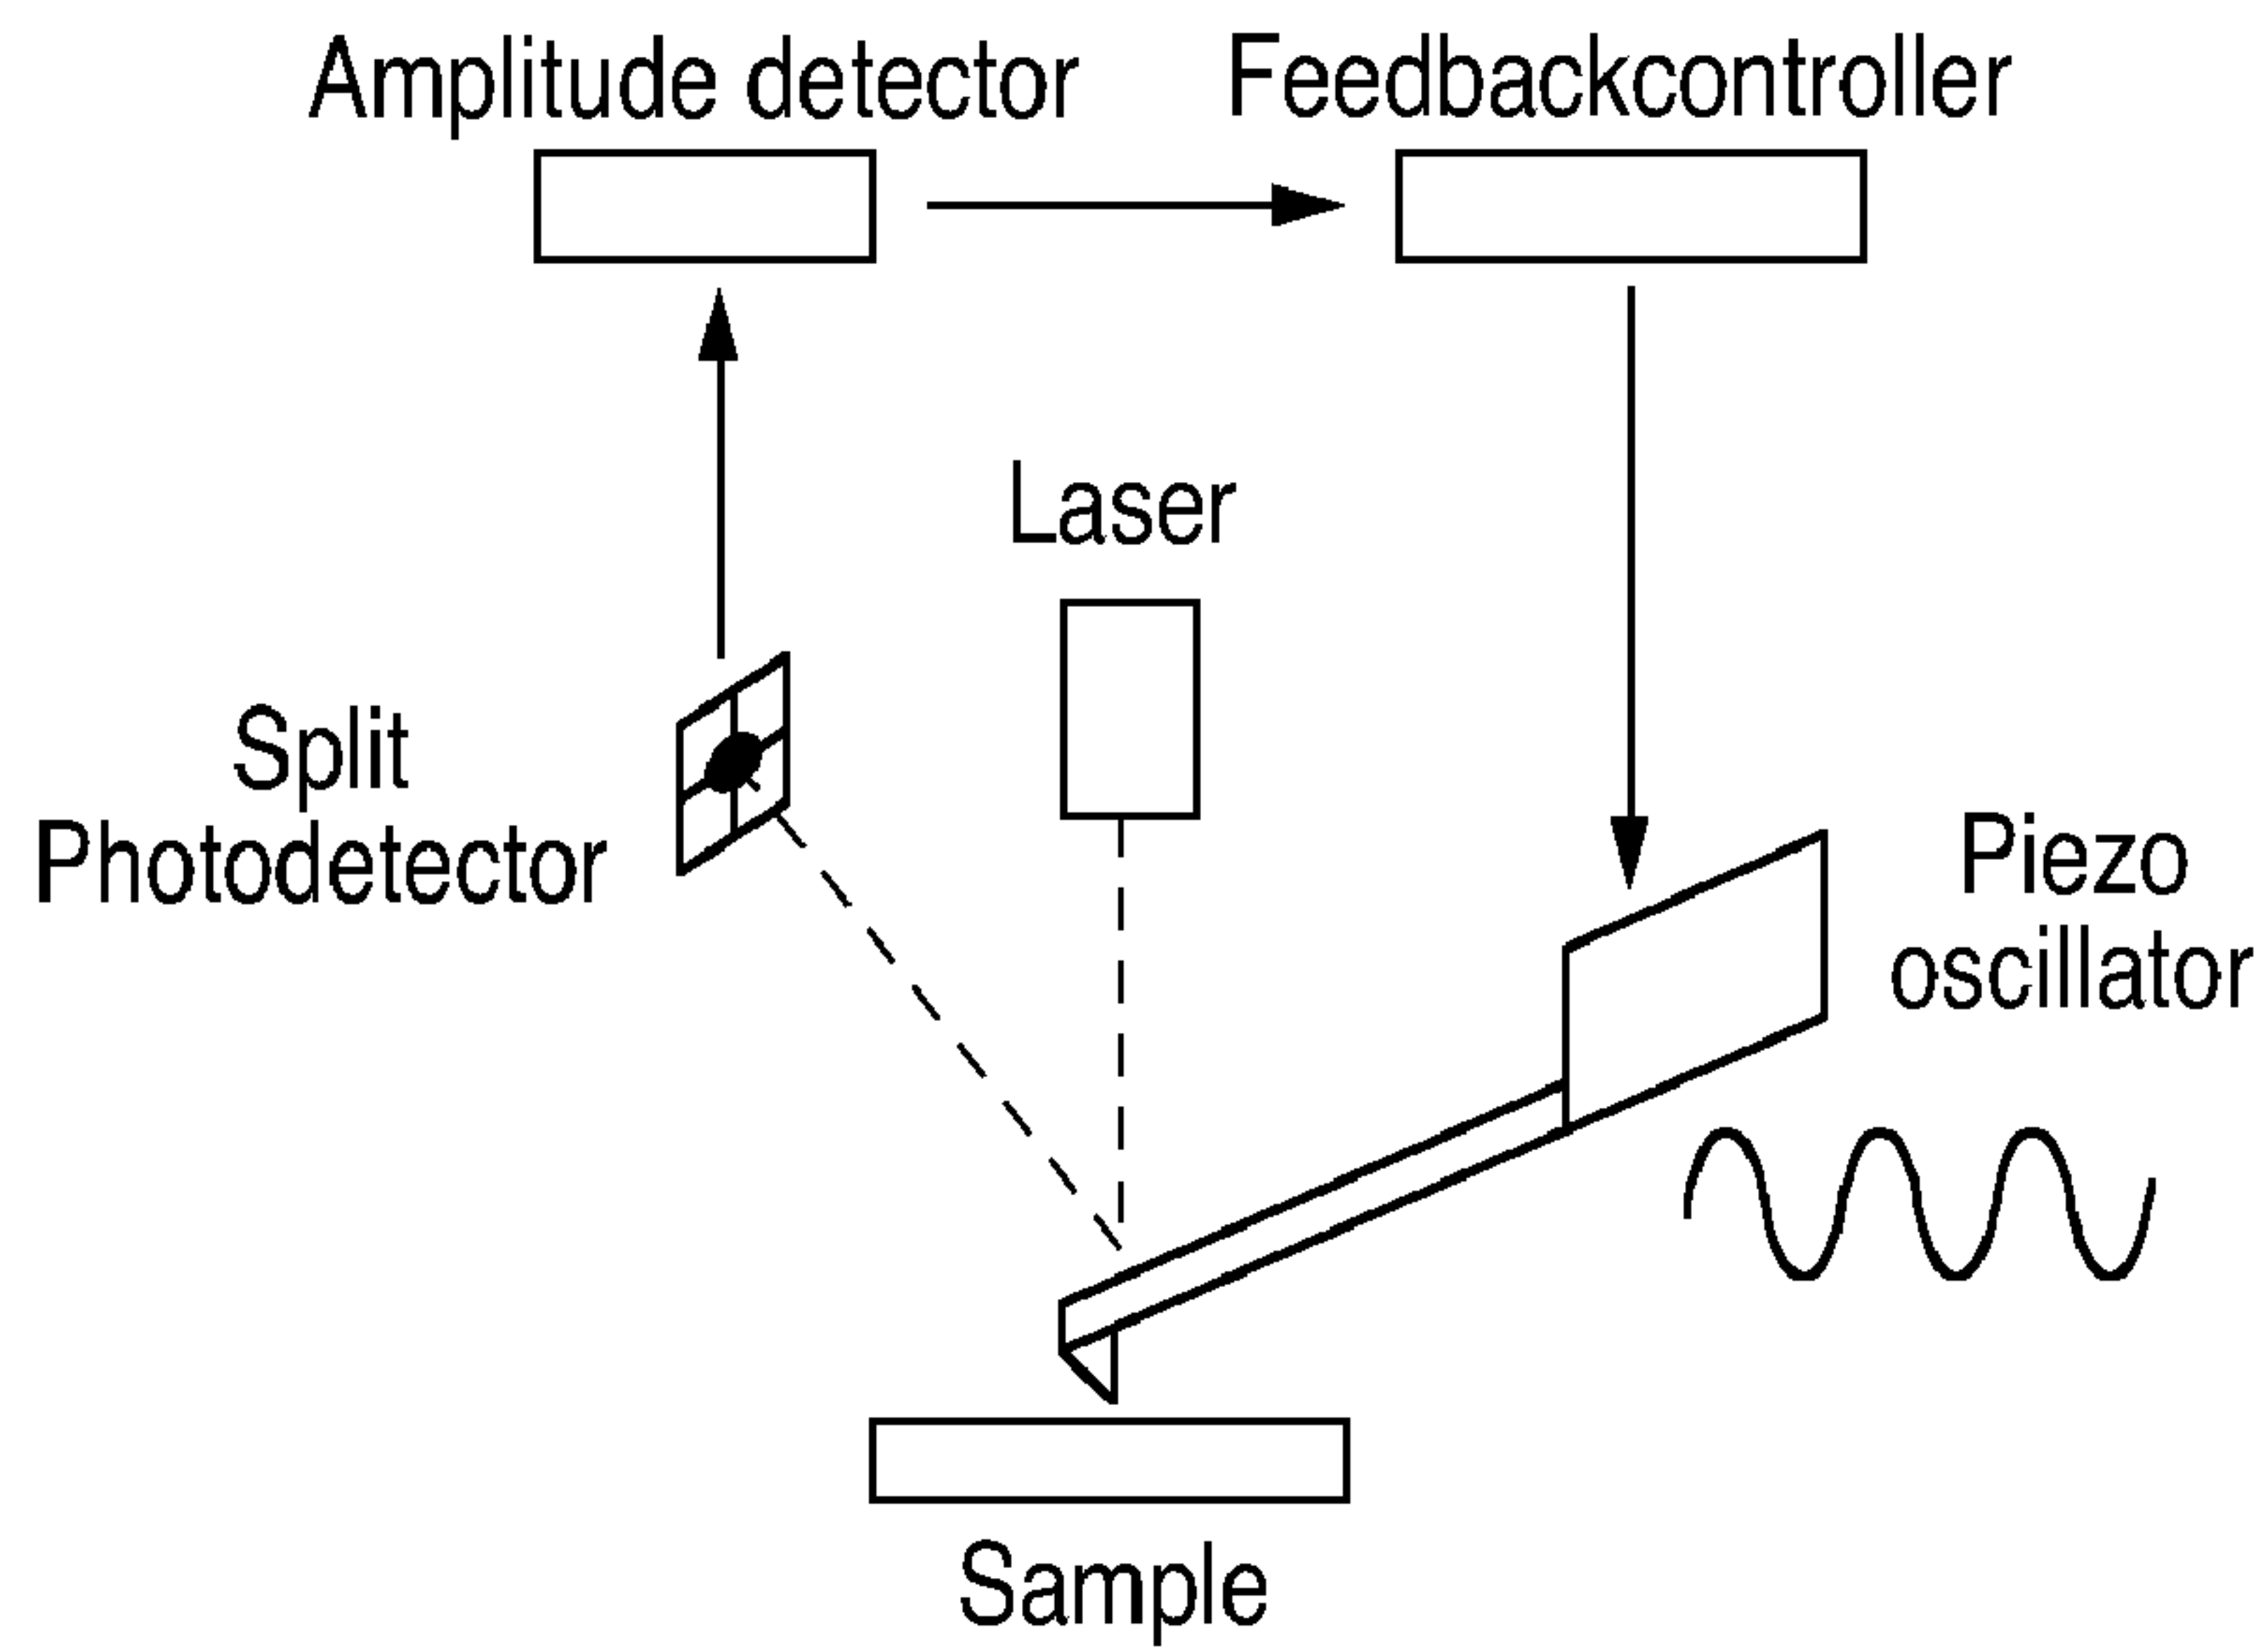 Amplitude detector
Feedbackcontroller
Laser
Split
Photodetector
Piezo
oscillator
Sample